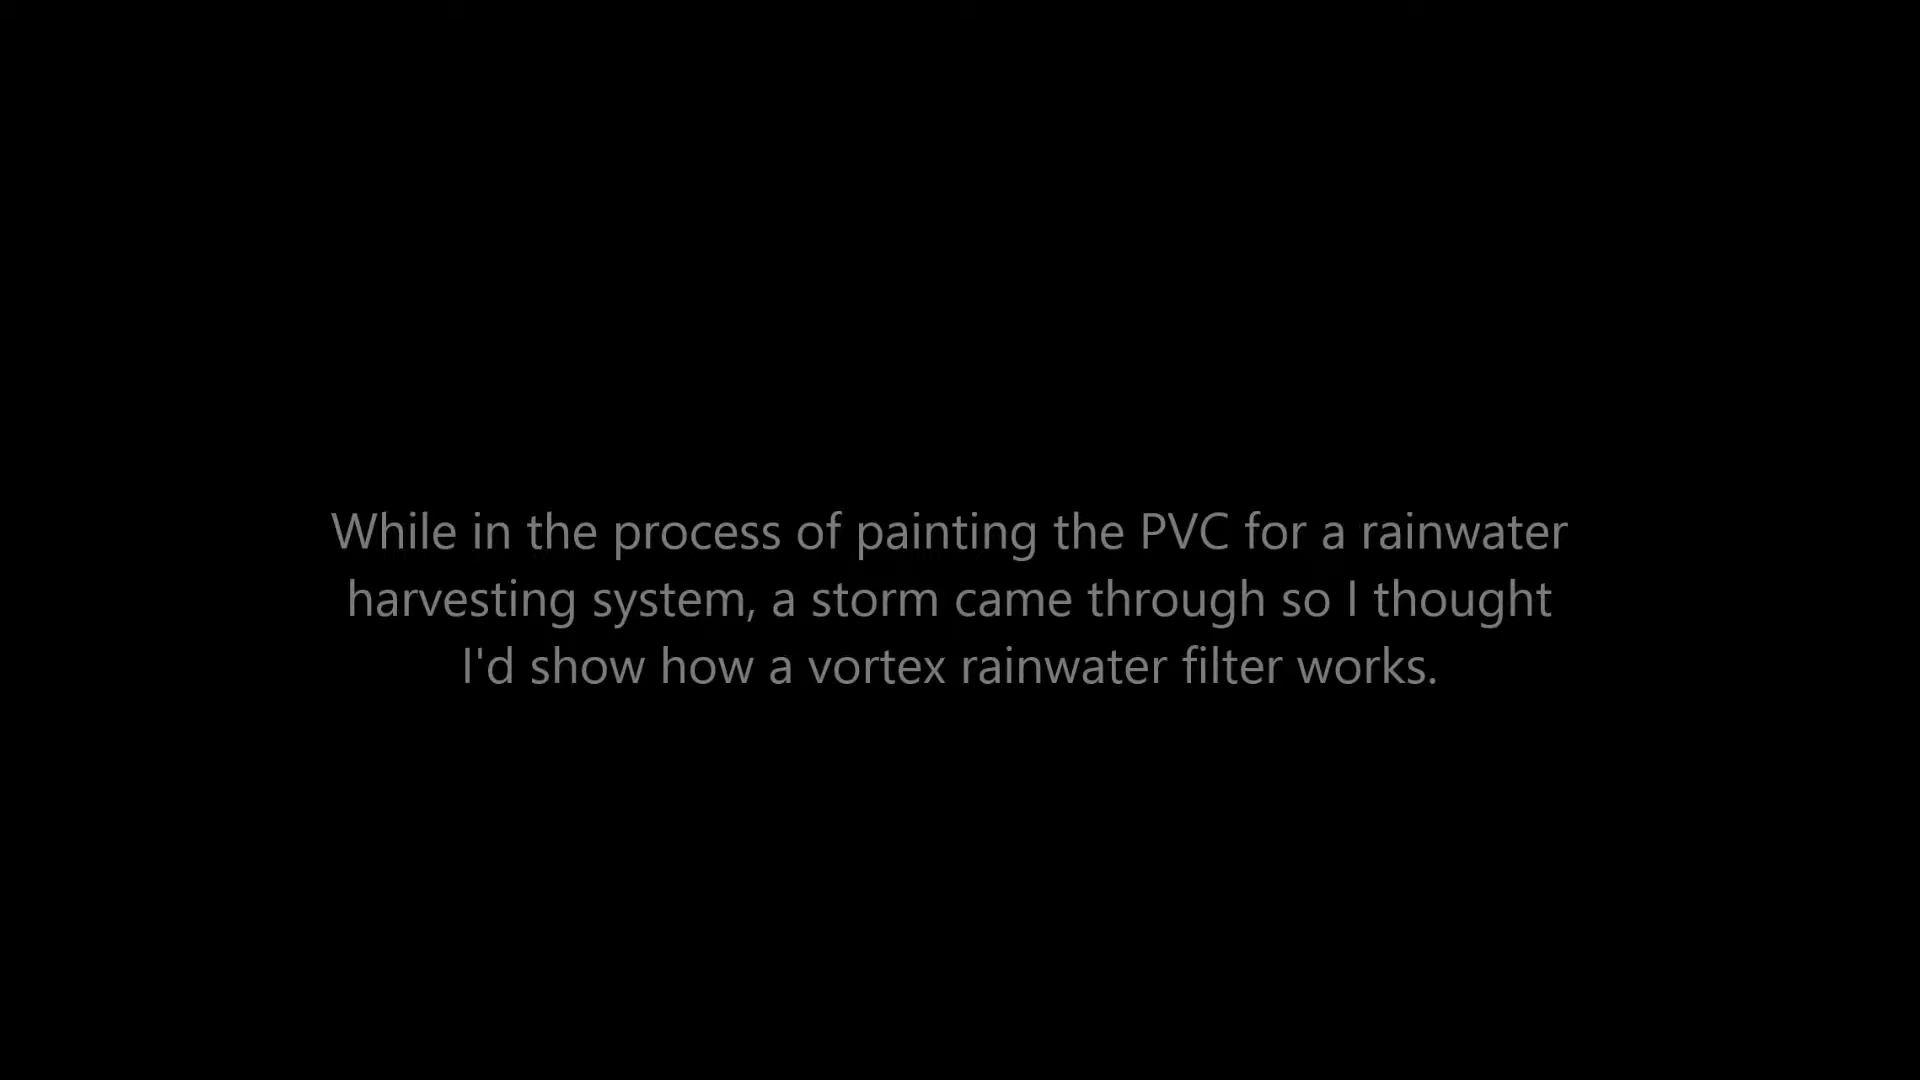 While in the process of painting the PVC for a rainwater
harvesting system, a storm came through so I thought
I'd show how a vortex rainwater filter works.